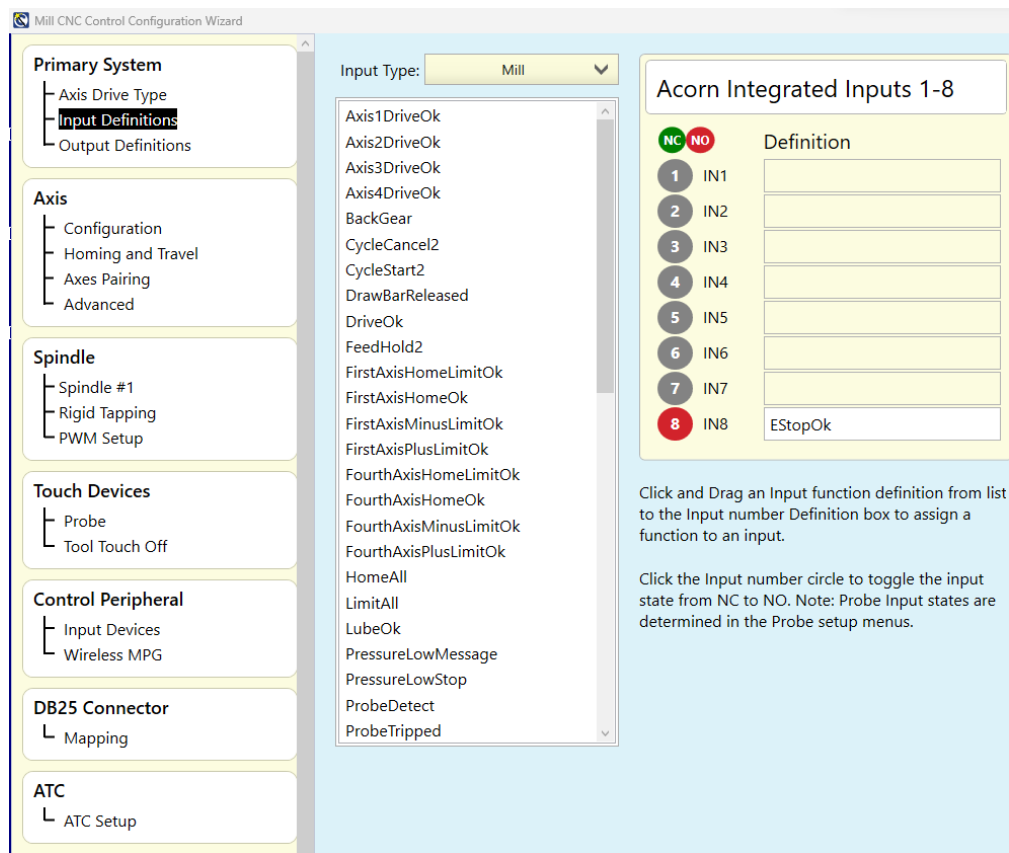 Mill CNC Control Configuration Wizard
Primary System
Axis Drive Type
Input Definitions
Output Definitions
Axis
Configuration
Homing and Travel
Axes Pairing
Advanced
Spindle
Spindle #1
Rigid Tapping
PWM Setup
Touch Devices
Probe
Tool Touch Off
Control Peripheral
Input Devices
Wireless MPG
DB25 Connector
Mapping
ATC
ATC Setup
Input Type: Mill
Axis1DriveOk
Axis2DriveOk
Axis3DriveOk
Axis4DriveOk
BackGear
CycleCancel2
CycleStart2
DrawBarReleased
DriveOk
FeedHold2
FirstAxisHomeLimitOk
FirstAxisHomeOk
FirstAxisMinusLimitOk
FirstAxisPlusLimitOk
FourthAxisHomeLimitOk
FourthAxisHomeOk
FourthAxisMinusLimitOk
FourthAxisPlusLimitOk
HomeAll
LimitAll
LubeOk
PressureLowMessage
PressureLowStop
ProbeDetect
ProbeTripped
Acorn Integrated Inputs 1-8
NC NO Definition
1 IN1
2 IN2
3 IN3
4 IN4
5 IN5
6 IN6
7 IN7
8 IN8 EStopOk
Click and Drag an Input function definition from list
to the Input number Definition box to assign a
function to an input.
Click the Input number circle to toggle the input
state from NC to NO. Note: Probe Input states are
determined in the Probe setup menus.